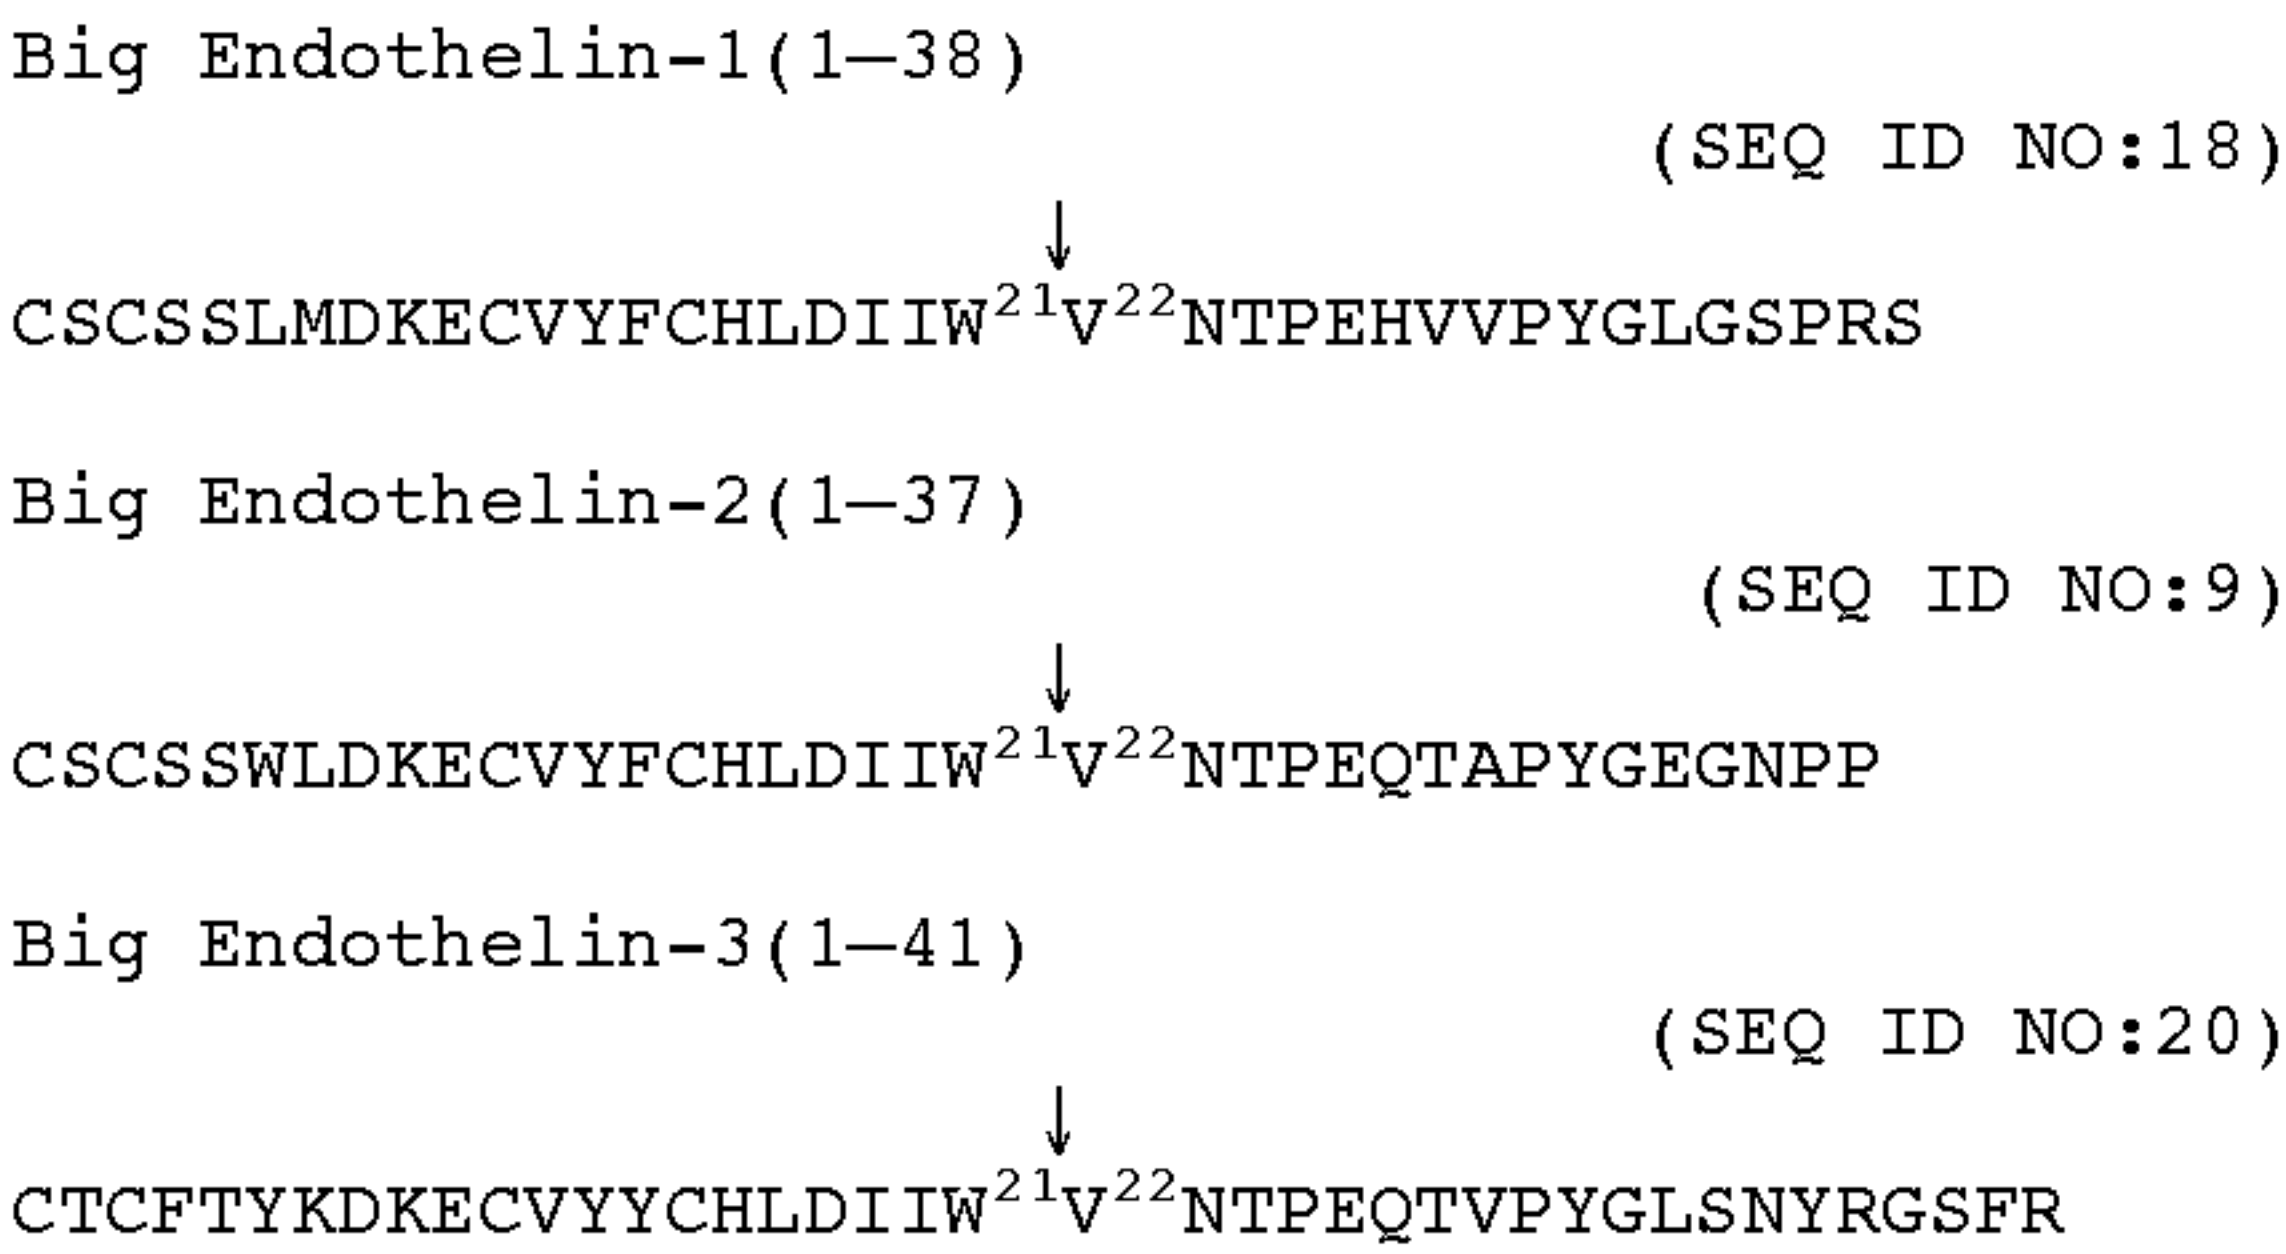 Big Endothelin-1(1—38)
(SEQ ID NO:18)
↓
CSCSSLMDKECVYFCHLDIIW²¹V²²NTPEHVVPYGLGSPRS
Big Endothelin-2(1—37)
(SEQ ID NO:9)
↓
CSCSSWLDKECVYFCHLDIIW²¹V²²NTPEQTAPYGEGNPP
Big Endothelin-3(1—41)
(SEQ ID NO:20)
↓
CTCFTYKDKECVYYCHLDIIW²¹V²²NTPEQTVPYGLSNYRGSFR